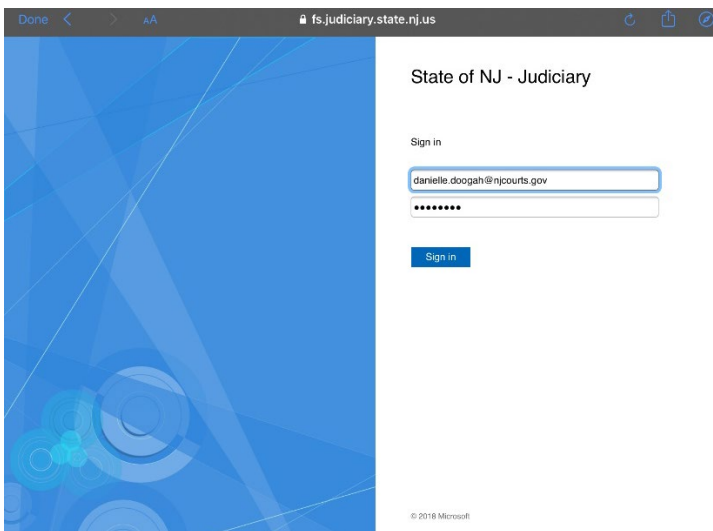 Done AA fs.judiciary.state.nj.us
State of NJ - Judiciary
Sign in
danielle.doogah@njcourts.gov
Sign in
© 2018 Microsoft